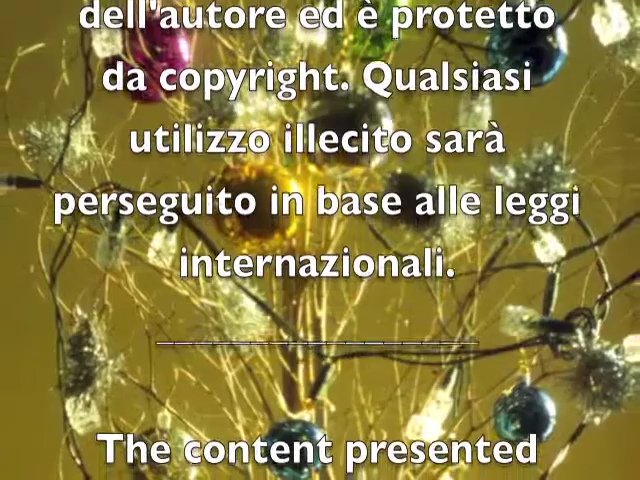 dell'autore ed è protetto
da copyright. Qualsiasi
utilizzo illecito sarà
perseguito in base alle leggi
internazionali.
____________________
The content presented